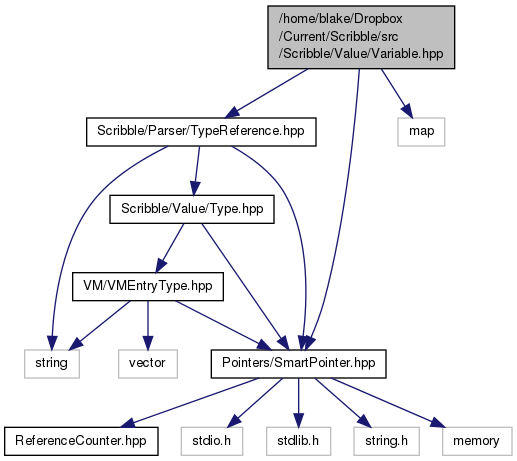 /home/blake/Dropbox
/Current/Scribble/src
/Scribble/Value/Variable.hpp
Scribble/Parser/TypeReference.hpp
map
Scribble/Value/Type.hpp
VM/VMEntryType.hpp
string
vector
Pointers/SmartPointer.hpp
ReferenceCounter.hpp
stdio.h
stdlib.h
string.h
memory